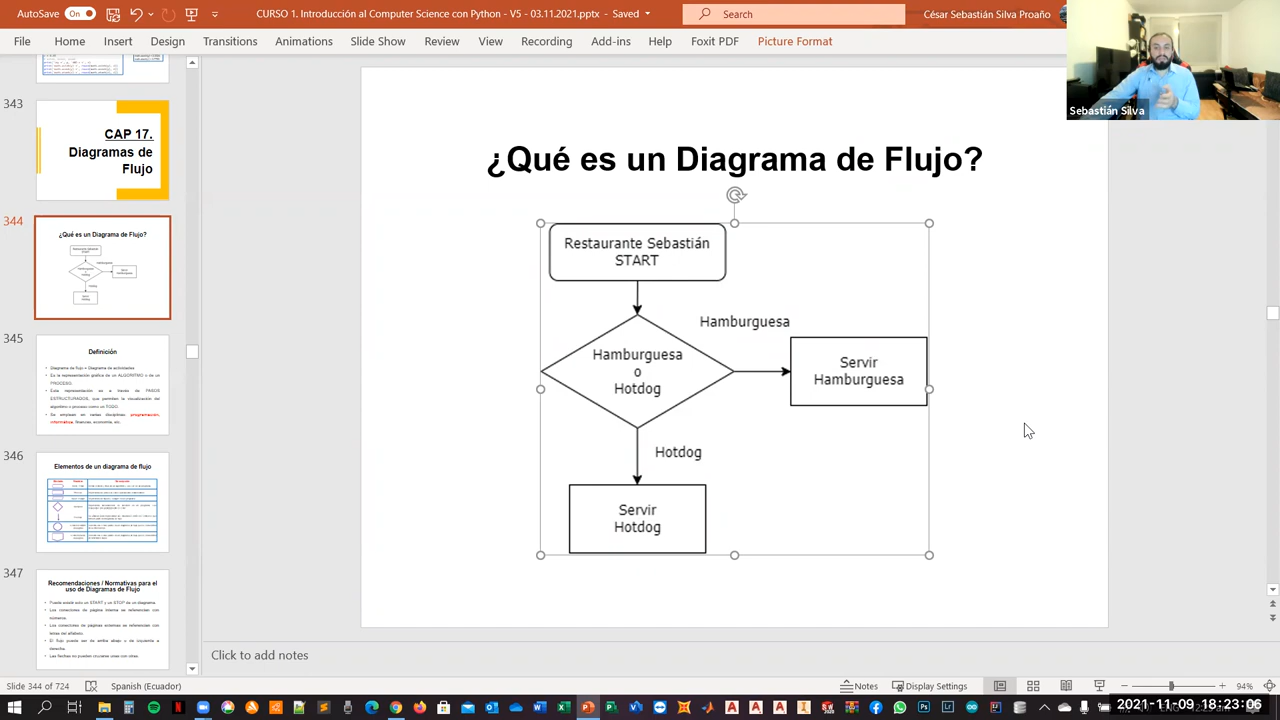 AutoSave On
CURSO 1. Introducción al Computer Science con Python - V5 - 03.11.2021.pptx - Saved
Search
César Sebastián Silva Proaño
File Home Insert Design Transitions Animations Slide Show Review View Recording Add-ins Help Foxit PDF Picture Format
Sebastián Silva
343
CAP 17.
Diagramas de
Flujo
344
¿Qué es un Diagrama de Flujo?
345
Definición
346
Elementos de un diagrama de flujo
347
Recomendaciones / Normativas para el
uso de Diagramas de Flujo
¿Qué es un Diagrama de Flujo?
Restaurante Sebastián
START
Hamburguesa
Hamburguesa
o
Hotdog
Servir
Hamburguesa
Hotdog
Servir
Hotdog
Click to add notes
Slide 344 of 724
Spanish (Ecuador)
Notes
Display Settings
94%
2021-11-09 18:23:06